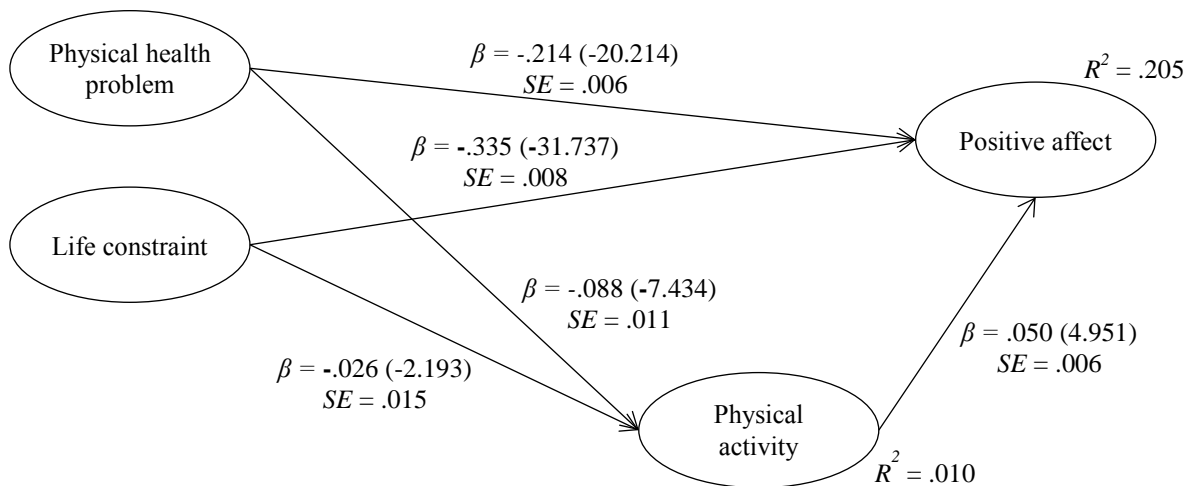 Physical health
problem
β = -.214 (-20.214)
SE = .006
R² = .205
Positive affect
β = -.335 (-31.737)
SE = .008
Life constraint
β = -.088 (-7.434)
SE = .011
β = -.026 (-2.193)
SE = .015
β = .050 (4.951)
SE = .006
Physical
activity
R² = .010